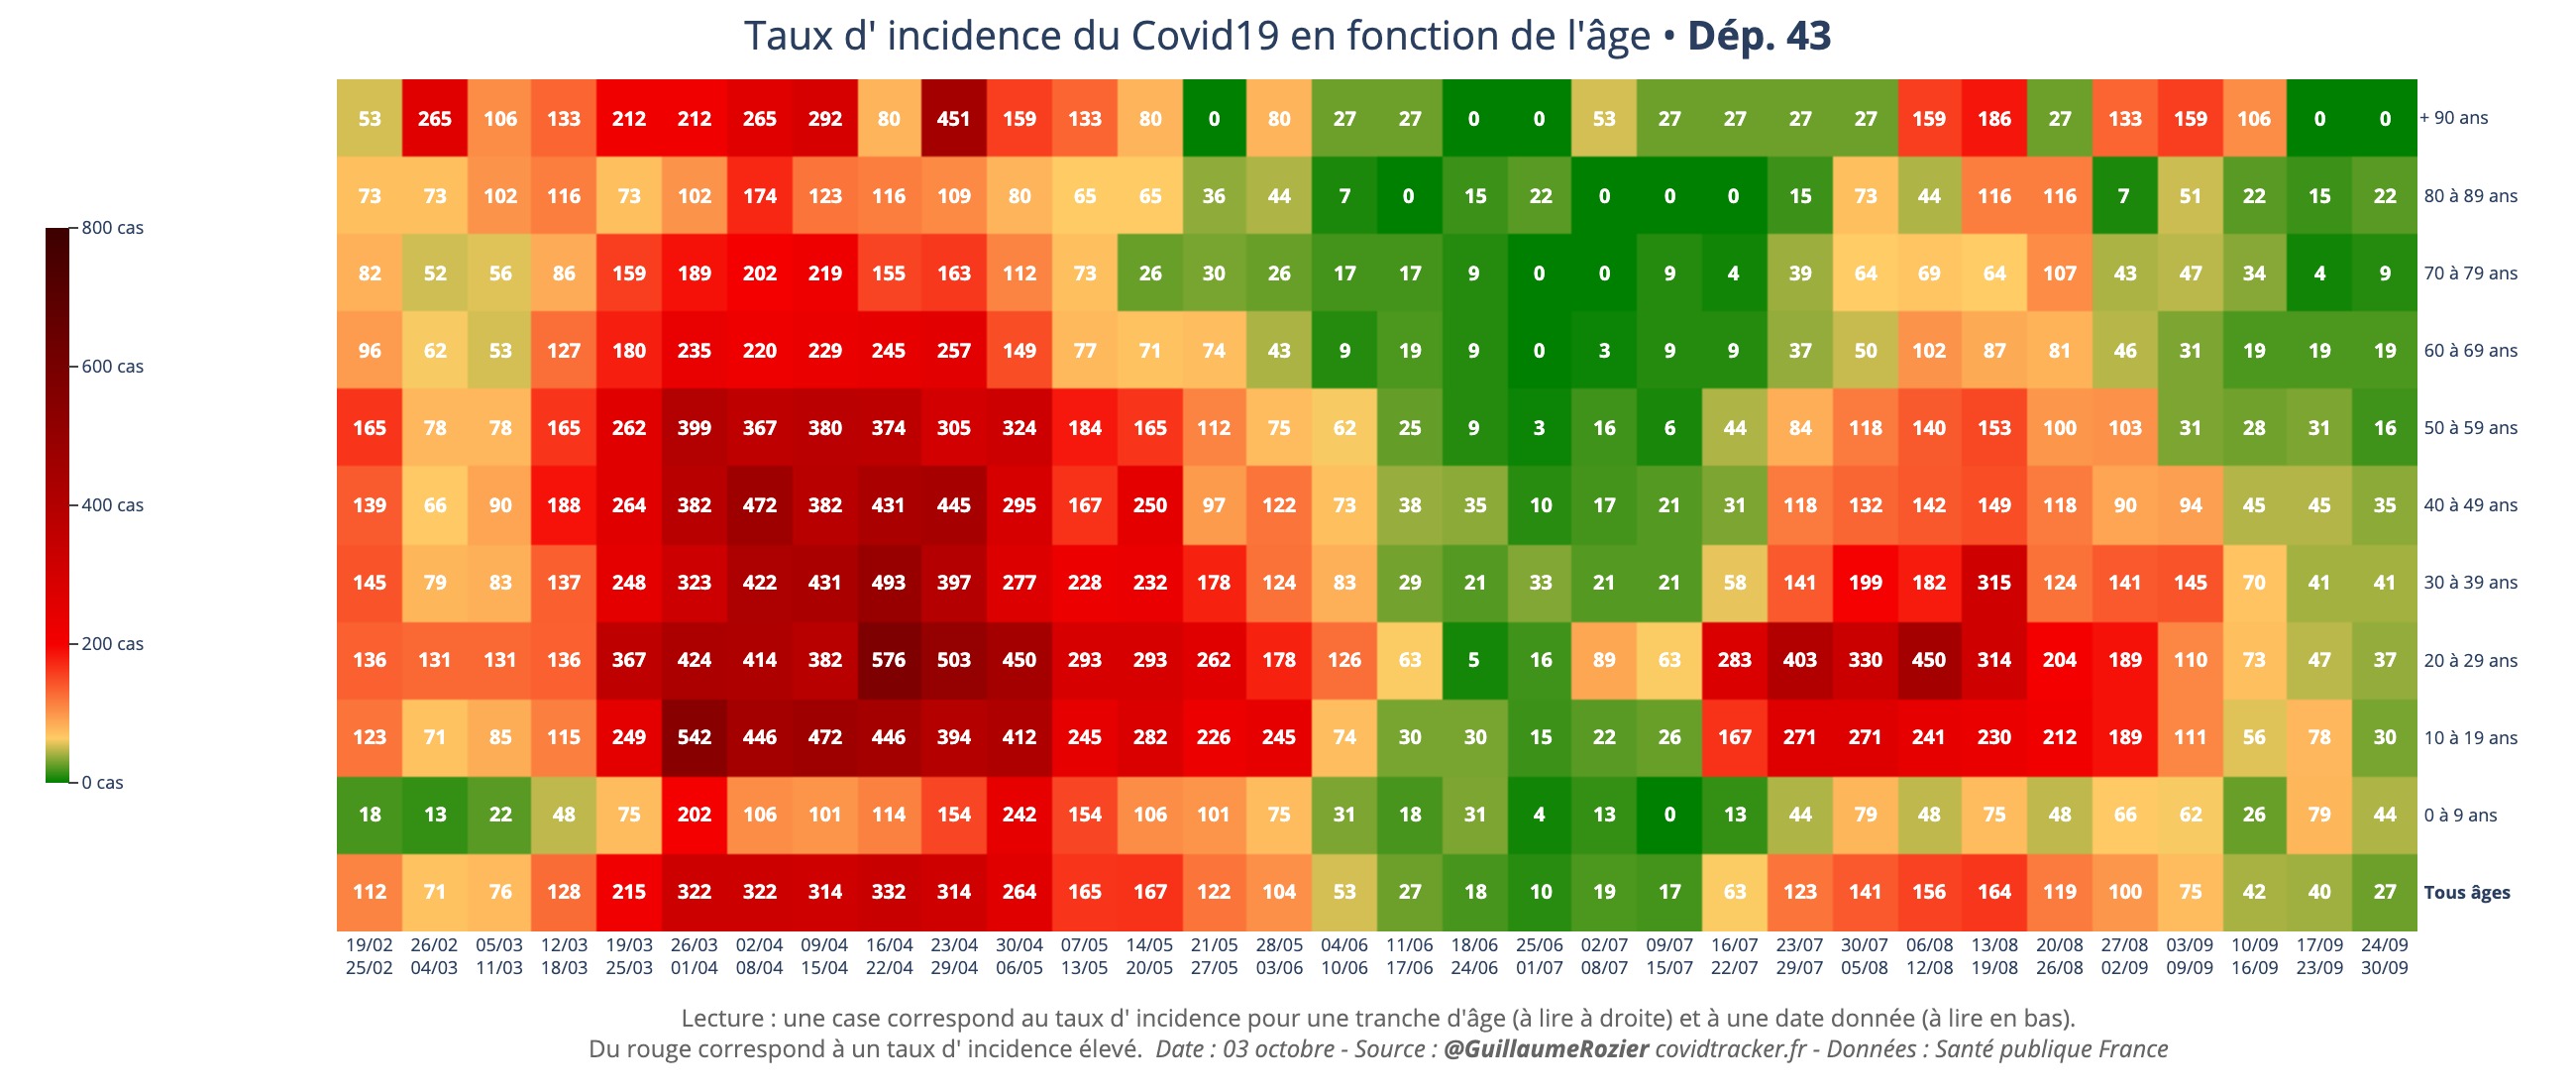 Taux d' incidence du Covid19 en fonction de l'âge • Dép. 43
800 cas
600 cas
400 cas
200 cas
0 cas
53 265 106 133 212 212 265 292 80 451 159 133 80 0 80 27 27 0 0 53 27 27 27 27 159 186 27 133 159 106 0 0 + 90 ans
73 73 102 116 73 102 174 123 116 109 80 65 65 36 44 7 0 15 22 0 0 0 15 73 44 116 116 7 51 22 15 22 80 à 89 ans
82 52 56 86 159 189 202 219 155 163 112 73 26 30 26 17 17 9 0 0 9 4 39 64 69 64 107 43 47 34 4 9 70 à 79 ans
96 62 53 127 180 235 220 229 245 257 149 77 71 74 43 9 19 9 0 3 9 9 37 50 102 87 81 46 31 19 19 19 60 à 69 ans
165 78 78 165 262 399 367 380 374 305 324 184 165 112 75 62 25 9 3 16 6 44 84 118 140 153 100 103 31 28 31 16 50 à 59 ans
139 66 90 188 264 382 472 382 431 445 295 167 250 97 122 73 38 35 10 17 21 31 118 132 142 149 118 90 94 45 45 35 40 à 49 ans
145 79 83 137 248 323 422 431 493 397 277 228 232 178 124 83 29 21 33 21 21 58 141 199 182 315 124 141 145 70 41 41 30 à 39 ans
136 131 131 136 367 424 414 382 576 503 450 293 293 262 178 126 63 5 16 89 63 283 403 330 450 314 204 189 110 73 47 37 20 à 29 ans
123 71 85 115 249 542 446 472 446 394 412 245 282 226 245 74 30 30 15 22 26 167 271 271 241 230 212 189 111 56 78 30 10 à 19 ans
18 13 22 48 75 202 106 101 114 154 242 154 106 101 75 31 18 31 4 13 0 13 44 79 48 75 48 66 62 26 79 44 0 à 9 ans
112 71 76 128 215 322 322 314 332 314 264 165 167 122 104 53 27 18 10 19 17 63 123 141 156 164 119 100 75 42 40 27 Tous âges
19/02 26/02 05/03 12/03 19/03 26/03 02/04 09/04 16/04 23/04 30/04 07/05 14/05 21/05 28/05 04/06 11/06 18/06 25/06 02/07 09/07 16/07 23/07 30/07 06/08 13/08 20/08 27/08 03/09 10/09 17/09 24/09
25/02 04/03 11/03 18/03 25/03 01/04 08/04 15/04 22/04 29/04 06/05 13/05 20/05 27/05 03/06 10/06 17/06 24/06 01/07 08/07 15/07 22/07 29/07 05/08 12/08 19/08 26/08 02/09 09/09 16/09 23/09 30/09
Lecture : une case correspond au taux d' incidence pour une tranche d'âge (à lire à droite) et à une date donnée (à lire en bas).
Du rouge correspond à un taux d' incidence élevé. Date : 03 octobre - Source : @GuillaumeRozier covidtracker.fr - Données : Santé publique France